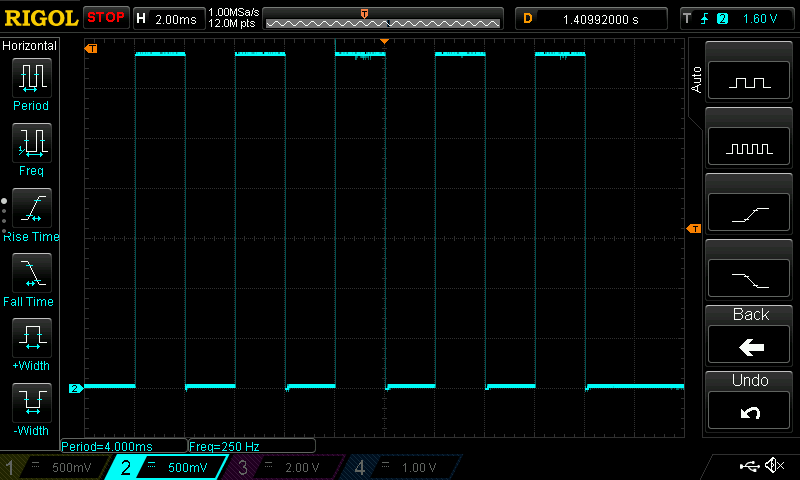 RIGOL STOP H 2.00ms 1.00MSa/s D 1.40992000 s T 2 1.60 V
12.0M pts
T
Horizontal
T
Auto
Period
Freq
T
Rise Time
Fall Time
Back
+Width
Undo
2
-Width
Period=4.000ms Freq=250 Hz
1 500mV 2 500mV 3 2.00 V 4 1.00 V